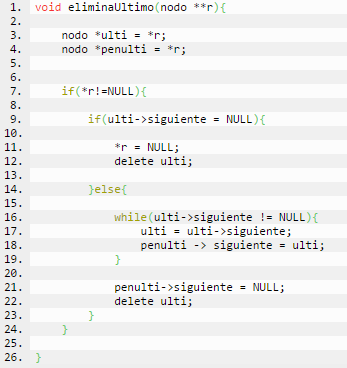 1. void eliminaUltimo(nodo **r){
2.
3. nodo *ulti = *r;
4. nodo *penulti = *r;
5.
6.
7. if(*r!=NULL){
8.
9. if(ulti->siguiente = NULL){
10.
11. *r = NULL;
12. delete ulti;
13.
14. }else{
15.
16. while(ulti->siguiente != NULL){
17. ulti = ulti->siguiente;
18. penulti -> siguiente = ulti;
19. }
20.
21. penulti->siguiente = NULL;
22. delete ulti;
23. }
24. }
25.
26. }